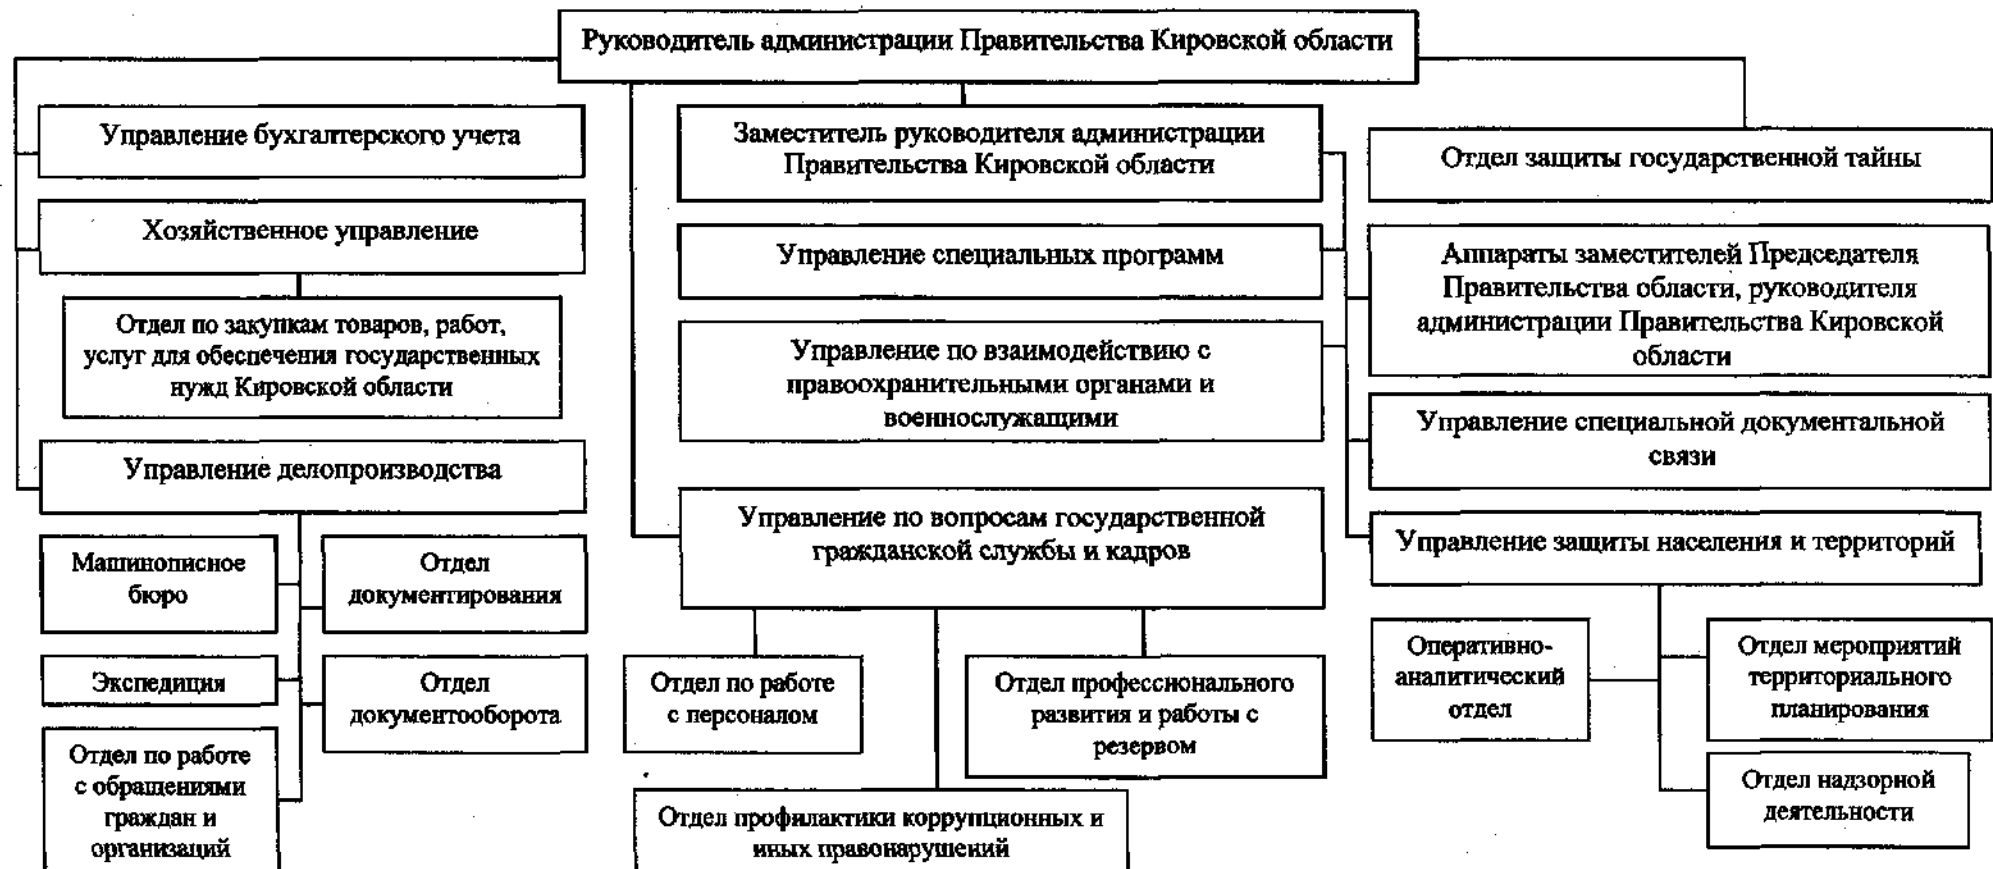 Руководитель администрации Правительства Кировской области
Управление бухгалтерского учета
Хозяйственное управление
Отдел по закупкам товаров, работ,
услуг для обеспечения государственных
нужд Кировской области
Управление делопроизводства
Машинописное
бюро
Отдел
документирования
Экспедиция
Отдел
документооборота
Отдел по работе
с обращениями
граждан и
организаций
Заместитель руководителя администрации
Правительства Кировской области
Управление специальных программ
Управление по взаимодействию с
правоохранительными органами и
военнослужащими
Управление по вопросам государственной
гражданской службы и кадров
Отдел по работе
с персоналом
Отдел профессионального
развития и работы с
резервом
Отдел профилактики коррупционных и
иных правонарушений
Отдел защиты государственной тайны
Аппараты заместителей Председателя
Правительства области, руководителя
администрации Правительства Кировской
области
Управление специальной документальной
связи
Управление защиты населения и территорий
Оперативно-
аналитический
отдел
Отдел мероприятий
территориального
планирования
Отдел надзорной
деятельности